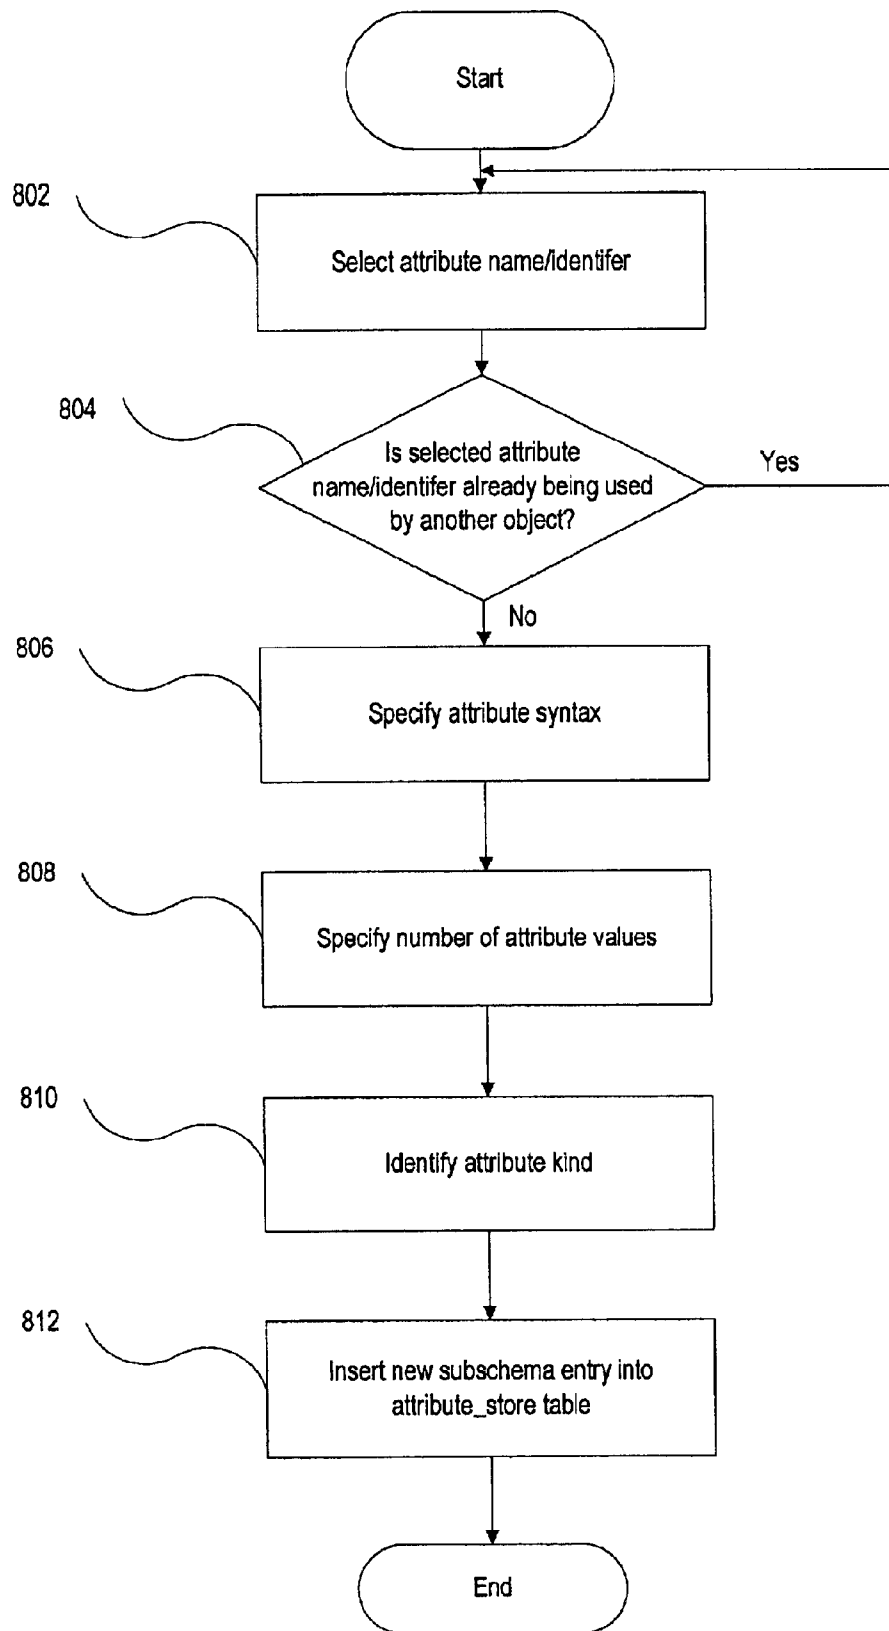 Start
802
Select attribute name/identifer
804
Is selected attribute
name/identifer already being used
by another object?
Yes
No
806
Specify attribute syntax
808
Specify number of attribute values
810
Identify attribute kind
812
Insert new subschema entry into
attribute_store table
End